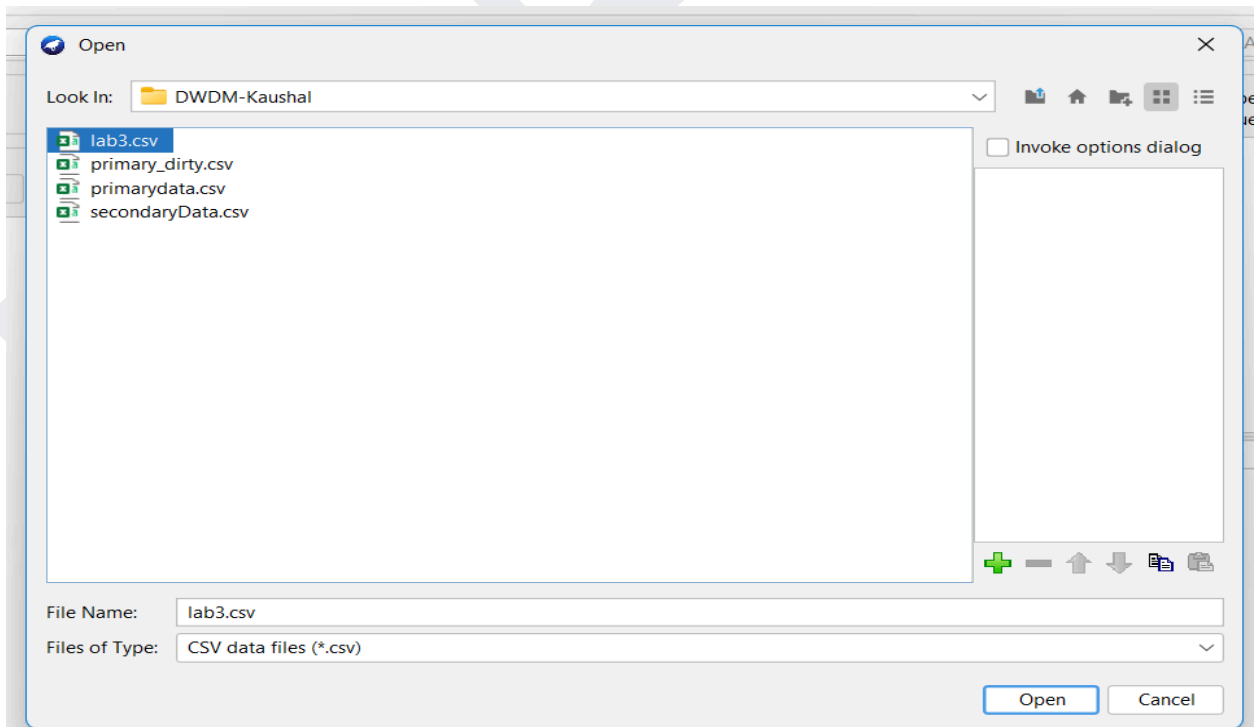 Open
Look In: DWDM-Kaushal
lab3.csv
primary_dirty.csv
primarydata.csv
secondaryData.csv
Invoke options dialog
File Name: lab3.csv
Files of Type: CSV data files (*.csv)
Open Cancel